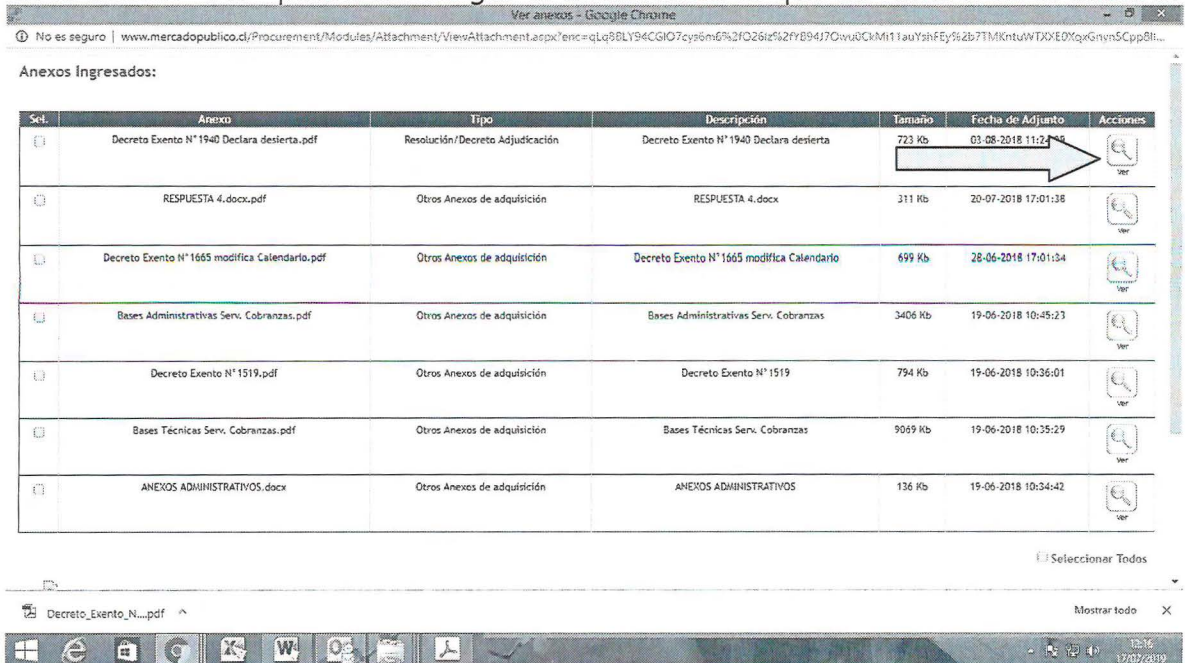 Ver anexos - Google Chrome
No es seguro | www.mercadopublico.cl/Procurement/Modules/Attachment/ViewAttachment.aspx?enc=
Anexos Ingresados:
Sel. Anexo Tipo Descripción Tamaño Fecha de Adjunto Acciones
Decreto Exento N°1940 Declara desierta.pdf Resolución/Decreto Adjudicación Decreto Exento N°1940 Declara desierta 723 Kb 03-08-2018
Ver
RESPUESTA 4.docx.pdf Otros Anexos de adquisición RESPUESTA 4.docx 311 Kb 20-07-2018 17:01:38
Ver
Decreto Exento N°1665 modifica Calendario.pdf Otros Anexos de adquisición Decreto Exento N°1665 modifica Calendario 699 Kb 28-06-2018 17:01:34
Ver
Bases Administrativas Serv. Cobranzas.pdf Otros Anexos de adquisición Bases Administrativas Serv. Cobranzas 3406 Kb 19-06-2018 10:45:23
Ver
Decreto Exento N°1519.pdf Otros Anexos de adquisición Decreto Exento N°1519 794 Kb 19-06-2018 10:36:01
Ver
Bases Técnicas Serv. Cobranzas.pdf Otros Anexos de adquisición Bases Técnicas Serv. Cobranzas 9069 Kb 19-06-2018 10:35:29
Ver
ANEXOS ADMINISTRATIVOS.docx Otros Anexos de adquisición ANEXOS ADMINISTRATIVOS 136 Kb 19-06-2018 10:34:42
Ver
Seleccionar Todos
Decreto_Exento_N....pdf Mostrar todo
17/07/2019